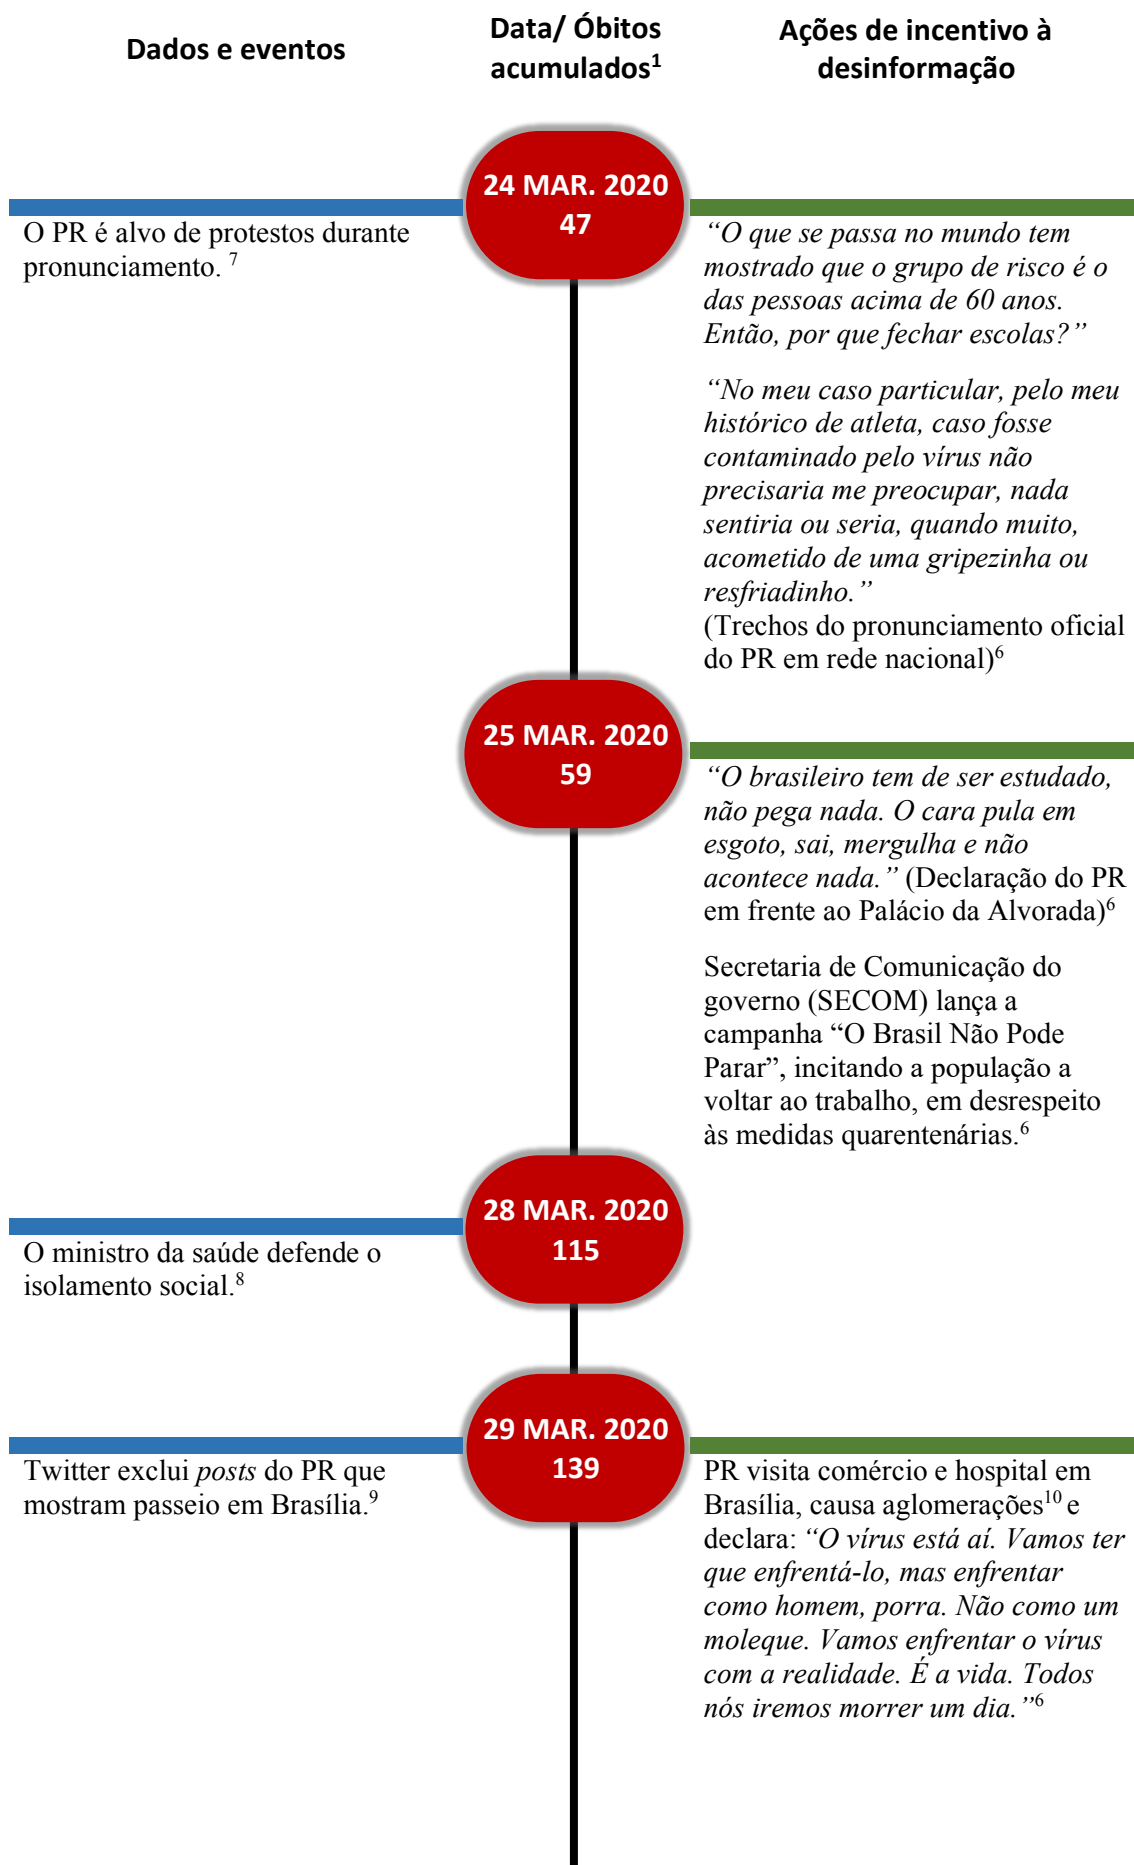 Dados e eventos
Data/ Óbitos
acumulados¹
Ações de incentivo à
desinformação
24 MAR. 2020
47
O PR é alvo de protestos durante
pronunciamento. ⁷
“O que se passa no mundo tem
mostrado que o grupo de risco é o
das pessoas acima de 60 anos.
Então, por que fechar escolas?”
“No meu caso particular, pelo meu
histórico de atleta, caso fosse
contaminado pelo vírus não
precisaria me preocupar, nada
sentiria ou seria, quando muito,
acometido de uma gripezinha ou
resfriadinho.”
(Trechos do pronunciamento oficial
do PR em rede nacional)⁶
25 MAR. 2020
59
“O brasileiro tem de ser estudado,
não pega nada. O cara pula em
esgoto, sai, mergulha e não
acontece nada.” (Declaração do PR
em frente ao Palácio da Alvorada)⁶
Secretaria de Comunicação do
governo (SECOM) lança a
campanha “O Brasil Não Pode
Parar”, incitando a população a
voltar ao trabalho, em desrespeito
às medidas quarentenárias.⁶
28 MAR. 2020
115
O ministro da saúde defende o
isolamento social.⁸
29 MAR. 2020
139
Twitter exclui posts do PR que
mostram passeio em Brasília.⁹
PR visita comércio e hospital em
Brasília, causa aglomerações¹⁰ e
declara: “O vírus está aí. Vamos ter
que enfrentá-lo, mas enfrentar
como homem, porra. Não como um
moleque. Vamos enfrentar o vírus
com a realidade. É a vida. Todos
nós iremos morrer um dia.”⁶